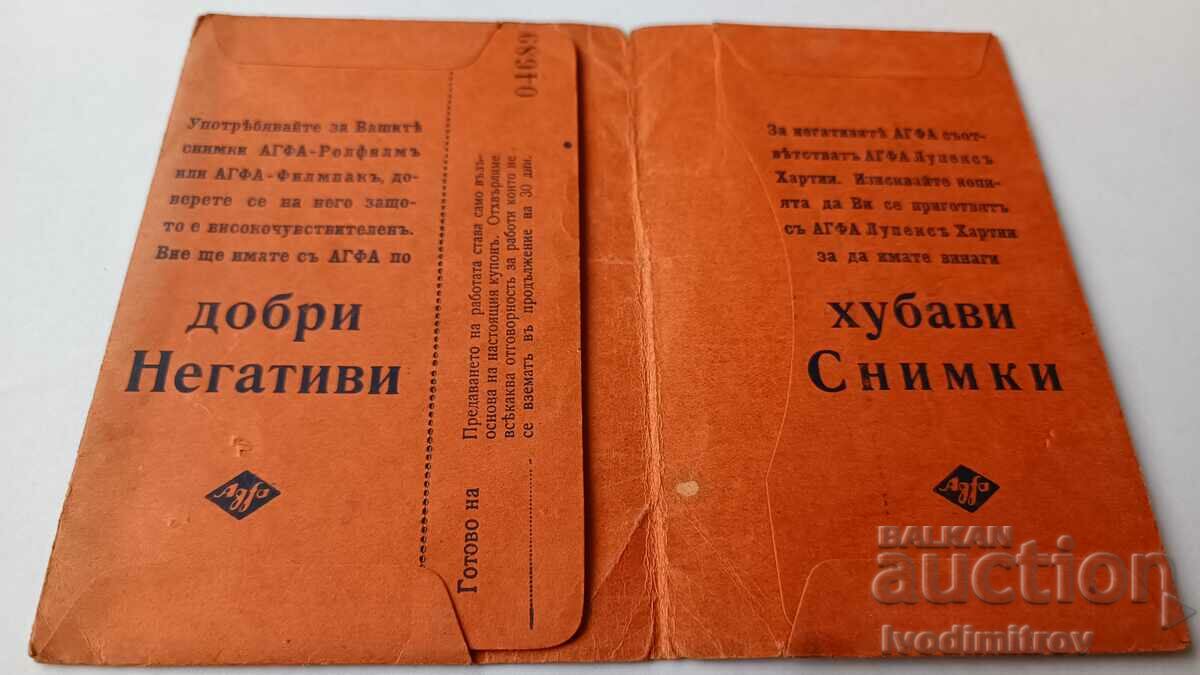 Употрѣбявайте за Вашитѣ
снимки АГФА-Ролфилмъ
или АГФА-Филмпакъ, до-
верете се на него защо-
то е високочувствителенъ.
Вие ще имате съ АГФА по
добри
Негативи
Agfa
04689
Предаването на работата става само възъ-
основа на настоящия купонъ. Отхвърляме
всѣкаква отговорность за работи които не
се взематъ въ продължение на 30 дни.
Готово на
За негативитѣ АГФА съот-
вѣтстватъ АГФА Лупексъ
Хартии. Изисквайте копи-
ята да Ви се приготвятъ
съ АГФА Лупексъ Хартии
за да имате винаги
хубави
Снимки
Agfa
BALKAN
auction
Ivodimitrov